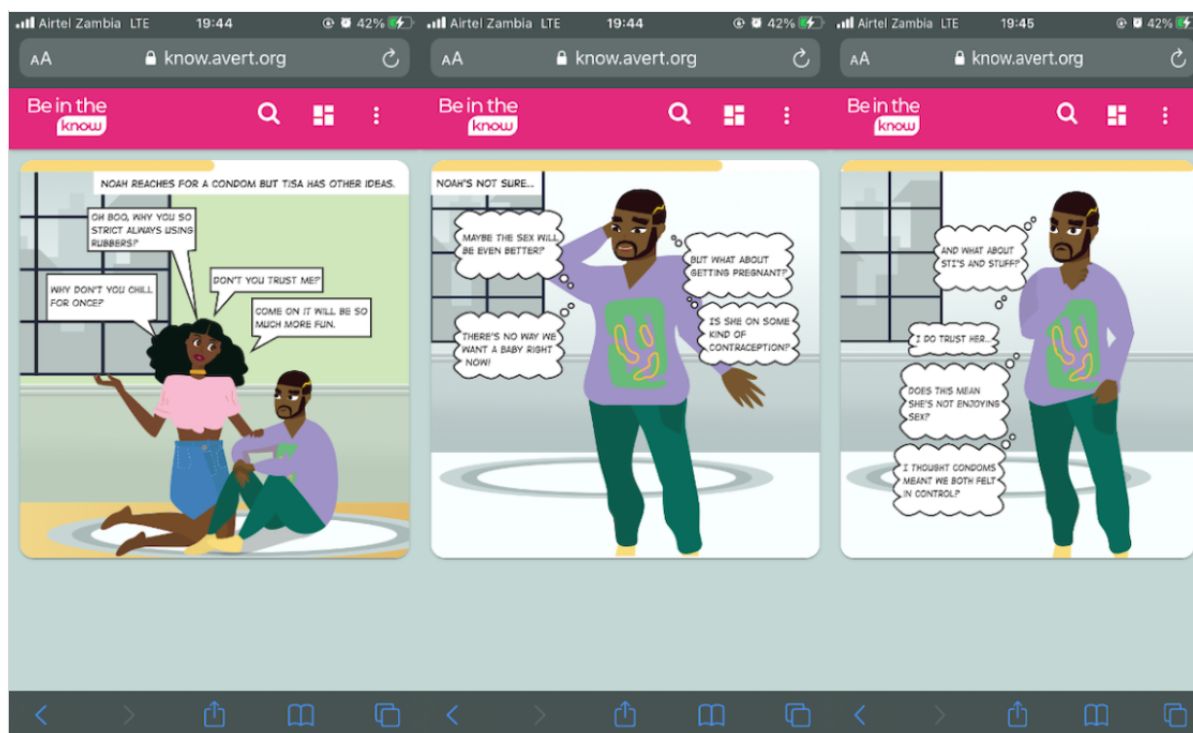 Airtel Zambia LTE 19:44 42%
AA know.avert.org
Be in the
know
NOAH REACHES FOR A CONDOM BUT TISA HAS OTHER IDEAS.
OH BOO, WHY YOU SO
STRICT ALWAYS USING
RUBBERS?
WHY DON'T YOU CHILL
FOR ONCE?
DON'T YOU TRUST ME?
COME ON IT WILL BE SO
MUCH MORE FUN.
Airtel Zambia LTE 19:44 42%
AA know.avert.org
Be in the
know
NOAH'S NOT SURE...
MAYBE THE SEX WILL
BE EVEN BETTER?
BUT WHAT ABOUT
GETTING PREGNANT?
THERE'S NO WAY WE
WANT A BABY RIGHT
NOW!
IS SHE ON SOME
KIND OF
CONTRACEPTION?
Airtel Zambia LTE 19:45 42%
AA know.avert.org
Be in the
know
AND WHAT ABOUT
STI'S AND STUFF?
I DO TRUST HER...
DOES THIS MEAN
SHE'S NOT ENJOYING
SEX?
I THOUGHT CONDOMS
MEANT WE BOTH FELT
IN CONTROL?